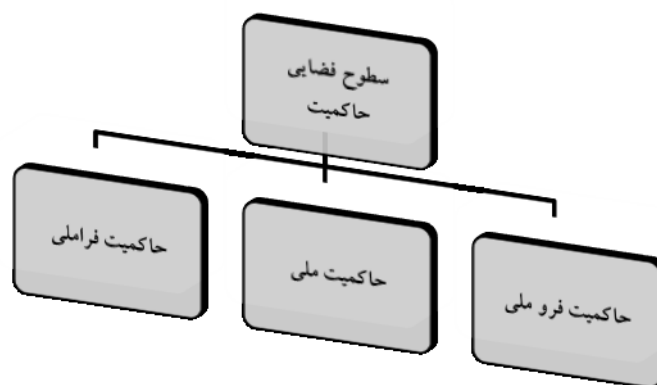 سطوح فضایی
حاکمیت
حاکمیت فرو ملی
حاکمیت ملی
حاکمیت فراملی